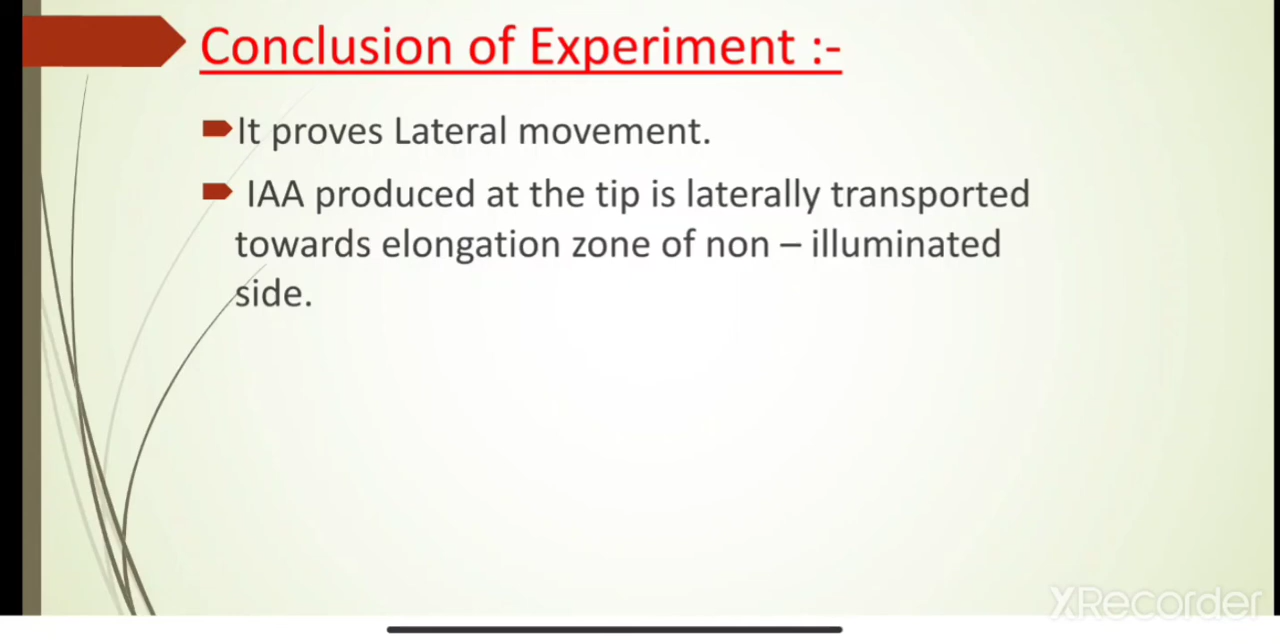 Conclusion of Experiment :-
It proves Lateral movement.
IAA produced at the tip is laterally transported
towards elongation zone of non – illuminated
side.
XRecorder